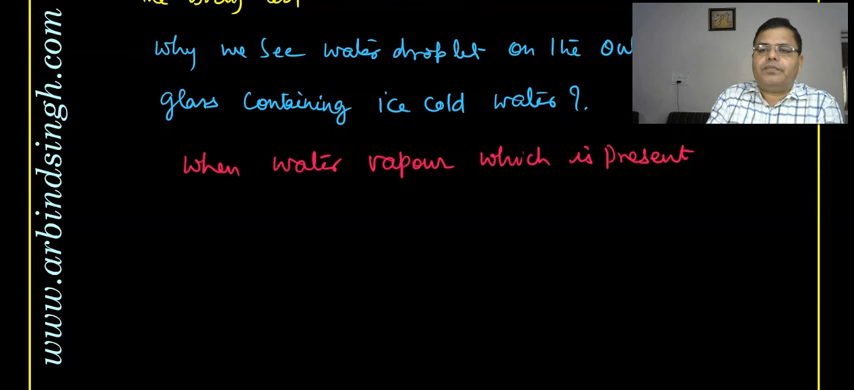 why we see water droplet on the
glass containing ice cold water?.
when water vapour which is present
www.arbindsingh.com